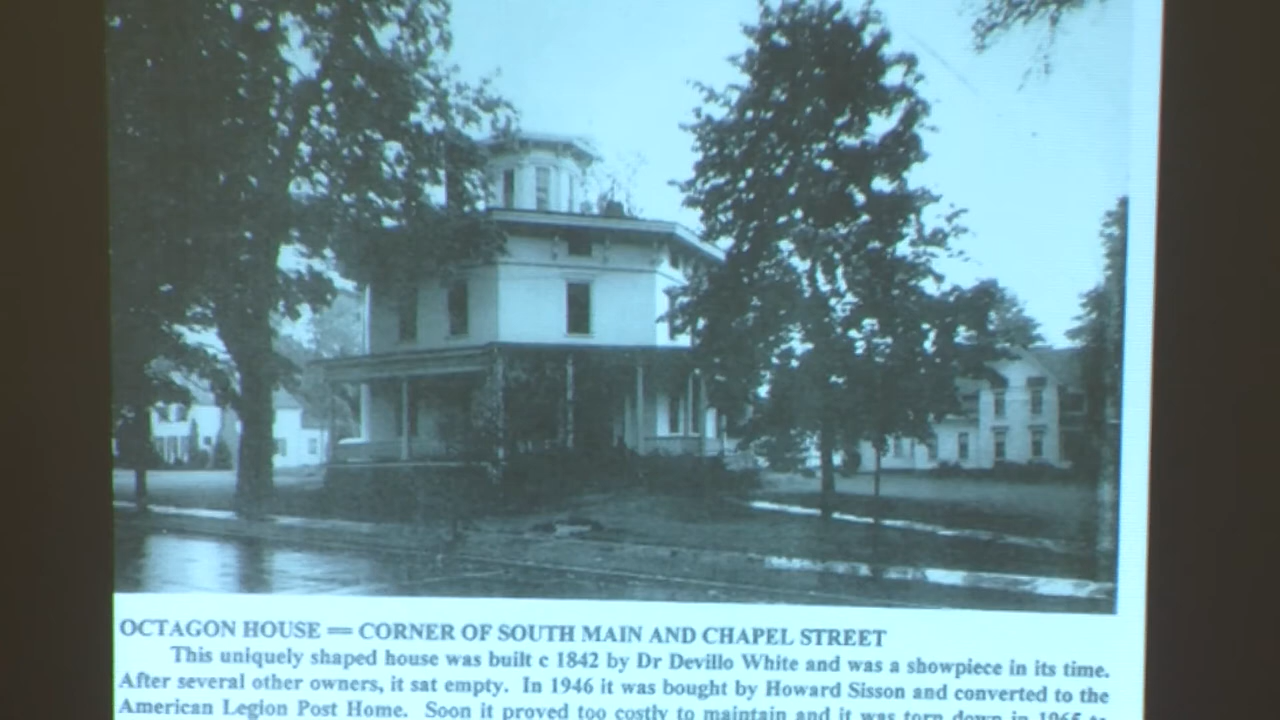 OCTAGON HOUSE == CORNER OF SOUTH MAIN AND CHAPEL STREET
This uniquely shaped house was built c 1842 by Dr Devillo White and was a showpiece in its time.
After several other owners, it sat empty. In 1946 it was bought by Howard Sisson and converted to the
American Legion Post Home. Soon it proved too costly to maintain and it was torn down in 1965 to